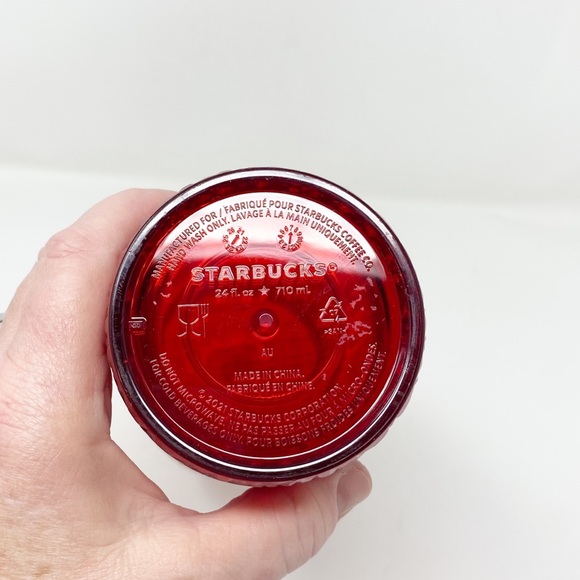 MANUFACTURED FOR / FABRIQUÉ POUR STARBUCKS COFFEE CO.
HAND WASH ONLY. LAVAGE À LA MAIN UNIQUEMENT.
STARBUCKS®
24 fl. oz ★ 710 mL
AU
MADE IN CHINA.
FABRIQUÉ EN CHINE.
© 2021 STARBUCKS CORPORATION.
DO NOT MICROWAVE. NE PAS PASSER AU FOUR À MICRO-ONDES.
FOR COLD BEVERAGES ONLY. POUR BOISSONS FROIDES UNIQUEMENT.